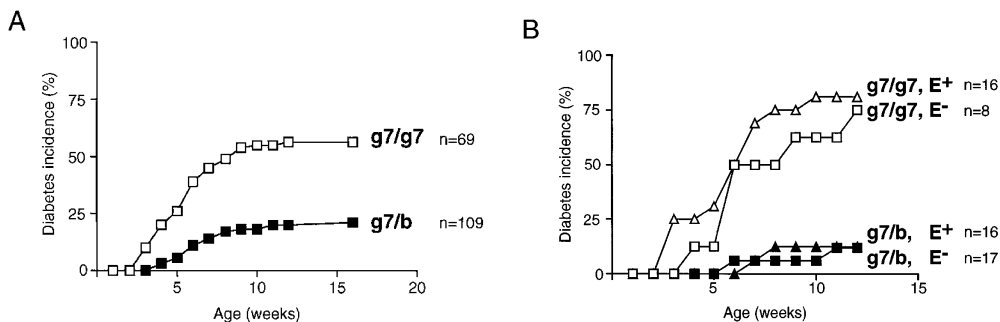 A
Diabetes incidence (%)
100
75
50
25
0
5
10
15
20
Age (weeks)
g7/g7 n=69
g7/b n=109
B
Diabetes incidence (%)
100
75
50
25
0
5
10
15
Age (weeks)
g7/g7, E+ n=16
g7/g7, E- n=8
g7/b, E+ n=16
g7/b, E- n=17